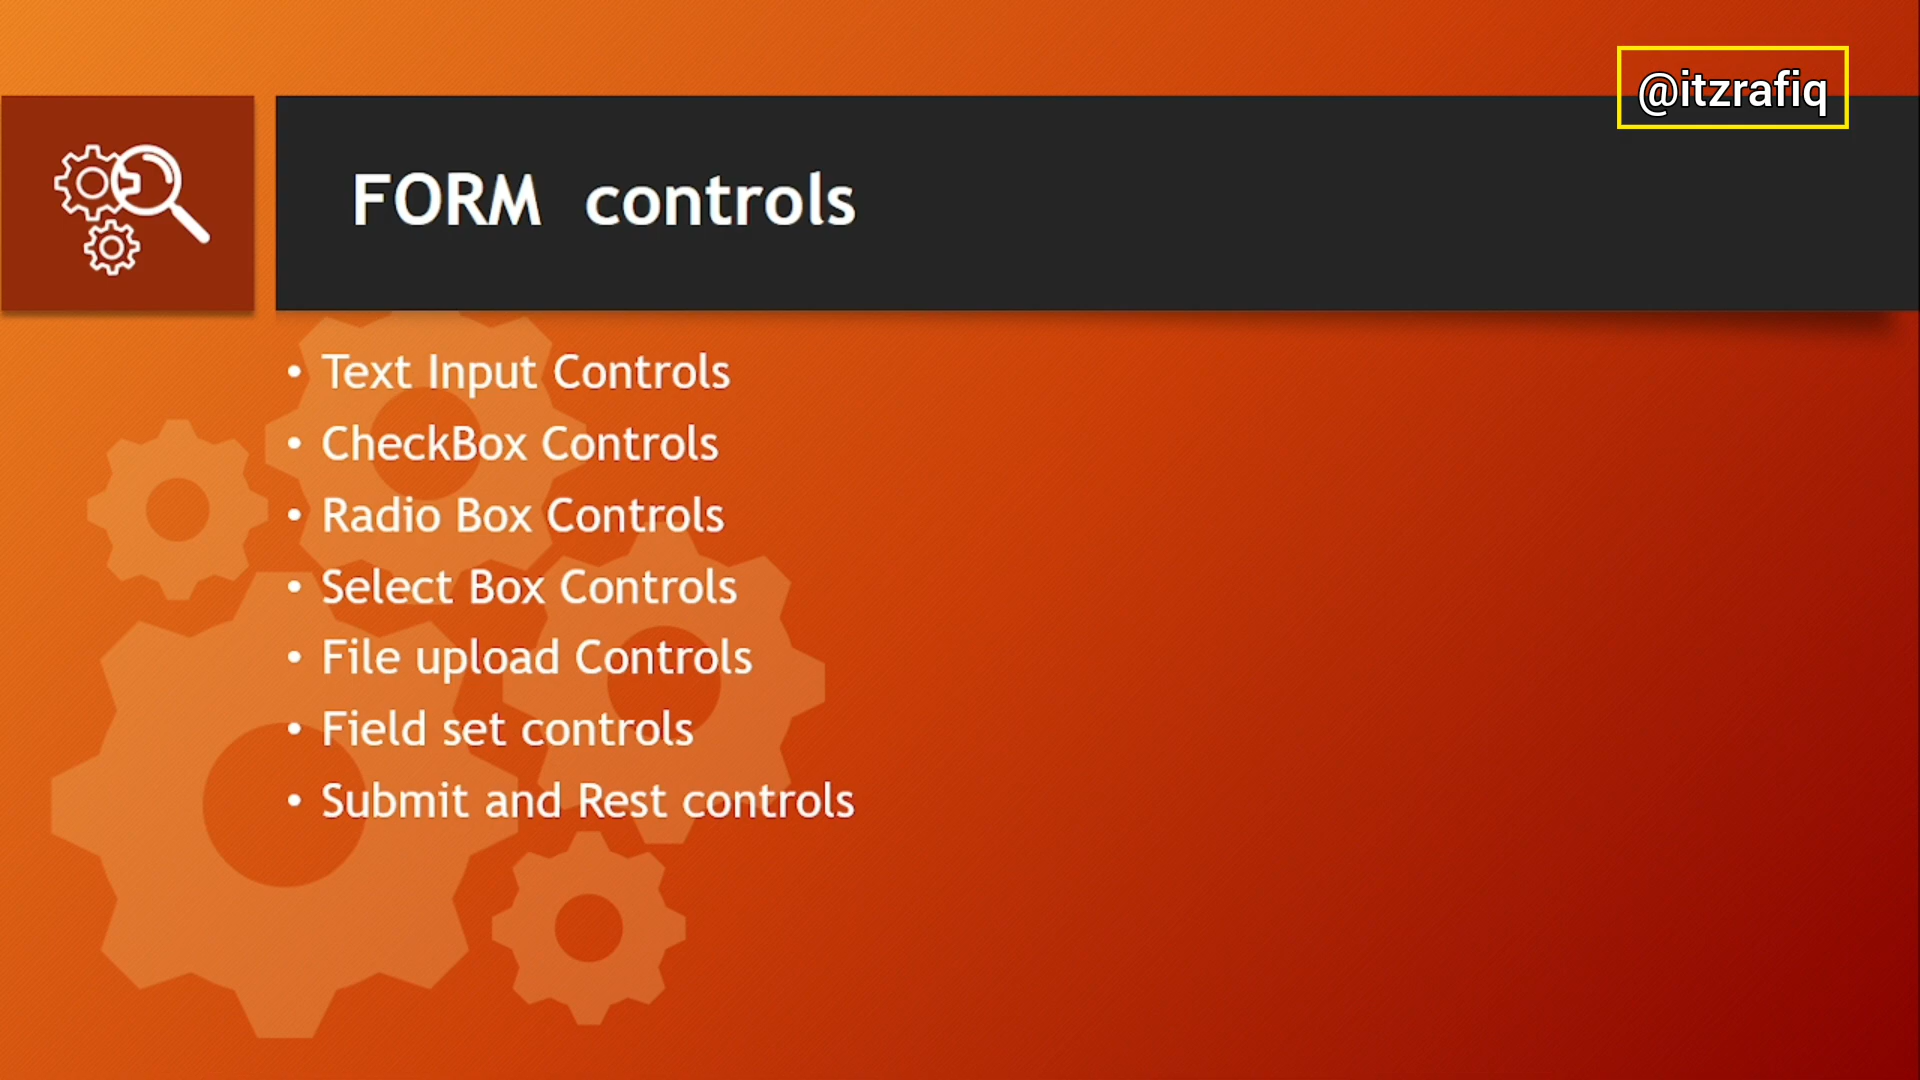 @itzrafiq
FORM controls
• Text Input Controls
• CheckBox Controls
• Radio Box Controls
• Select Box Controls
• File upload Controls
• Field set controls
• Submit and Rest controls